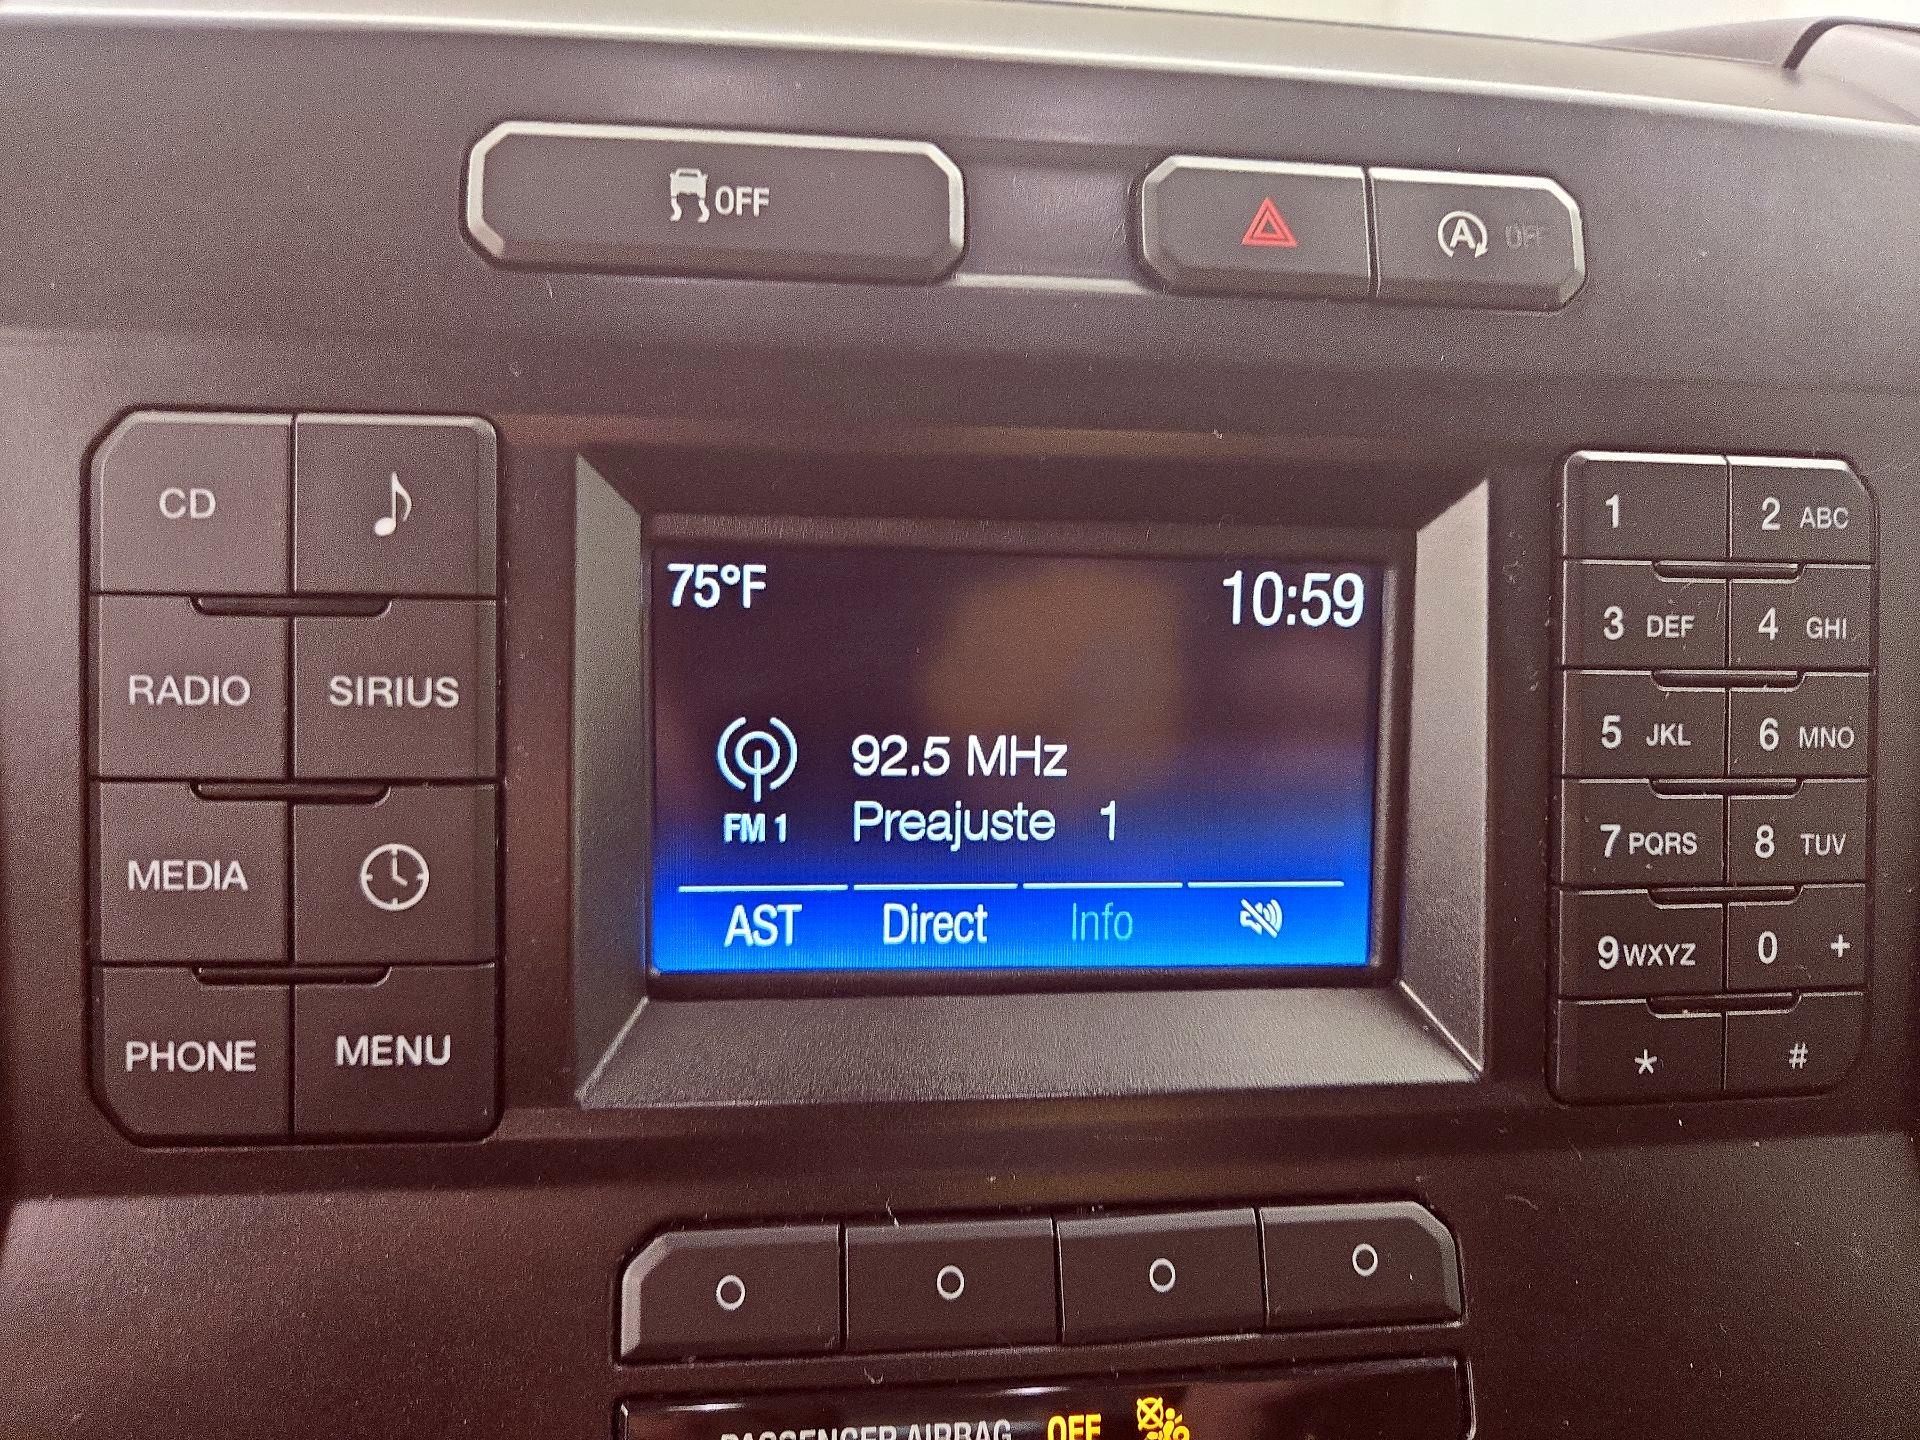 OFF
A OFF
CD
RADIO SIRIUS
MEDIA
PHONE MENU
75°F 10:59
92.5 MHz
FM 1 Preajuste 1
AST Direct Info
1 2 ABC
3 DEF 4 GHI
5 JKL 6 MNO
7 PQRS 8 TUV
9 WXYZ 0 +
* #
PASSENGER AIRBAG OFF